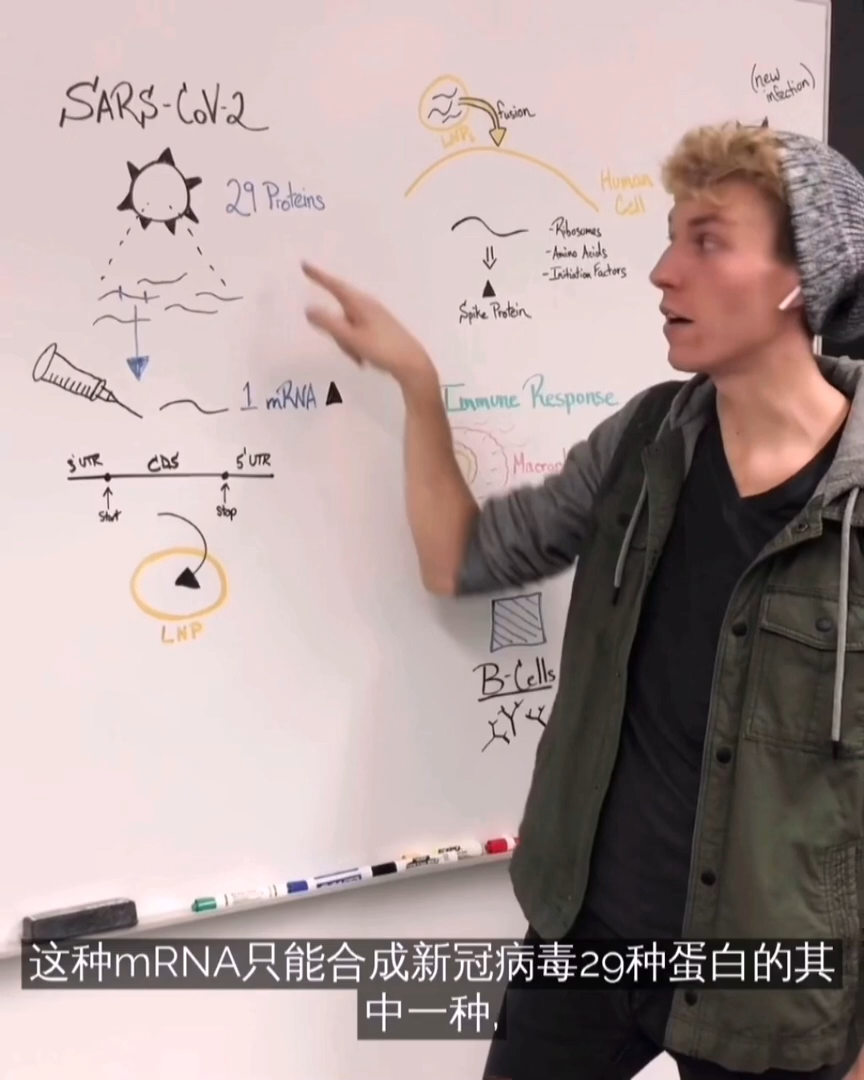 SARS-CoV-2
29 Proteins
1 mRNA
3'UTR CDS 5'UTR
Start Stop
LNP
fusion
LNP
Human
Cell
-Ribosomes
-Amino Acids
-Initiation Factors
Spike Protein
(new
infection)
Immune Response
B-Cells
这种mRNA只能合成新冠病毒29种蛋白的其
中一种,